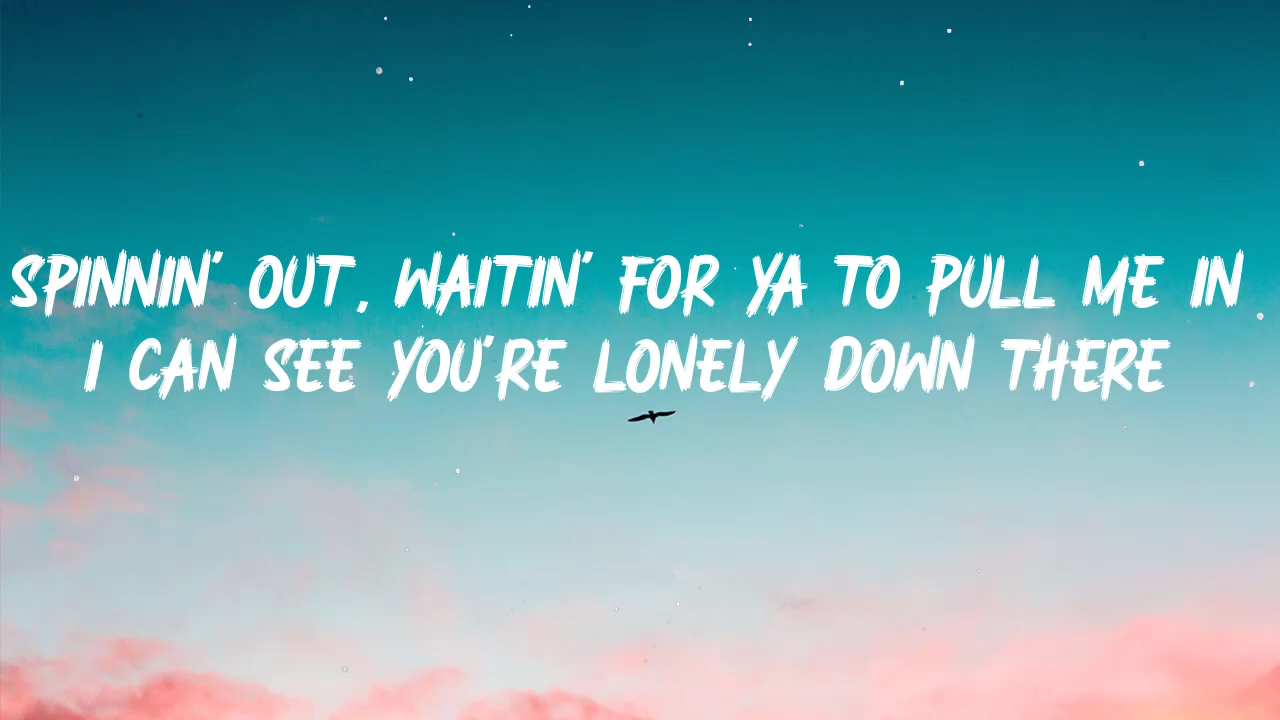 SPINNIN' OUT, WAITIN' FOR YA TO PULL ME IN
I CAN SEE YOU'RE LONELY DOWN THERE